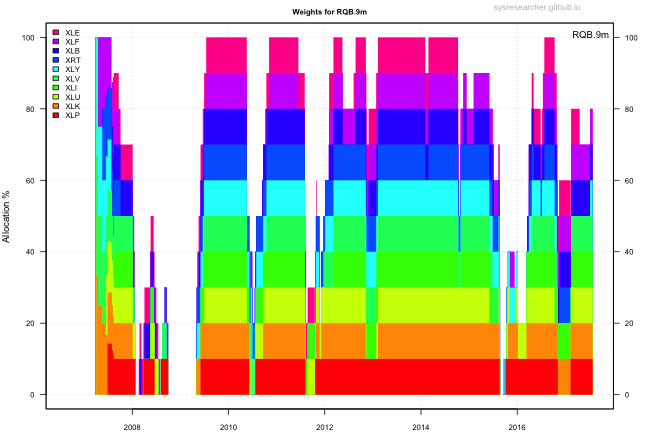 sysresearcher.github.io
Weights for RQB.9m
RQB.9m
XLE
XLF
XLB
XRT
XLY
XLV
XLI
XLU
XLK
XLP
Allocation %
100 100
80 80
60 60
40 40
20 20
0 0
2008 2010 2012 2014 2016